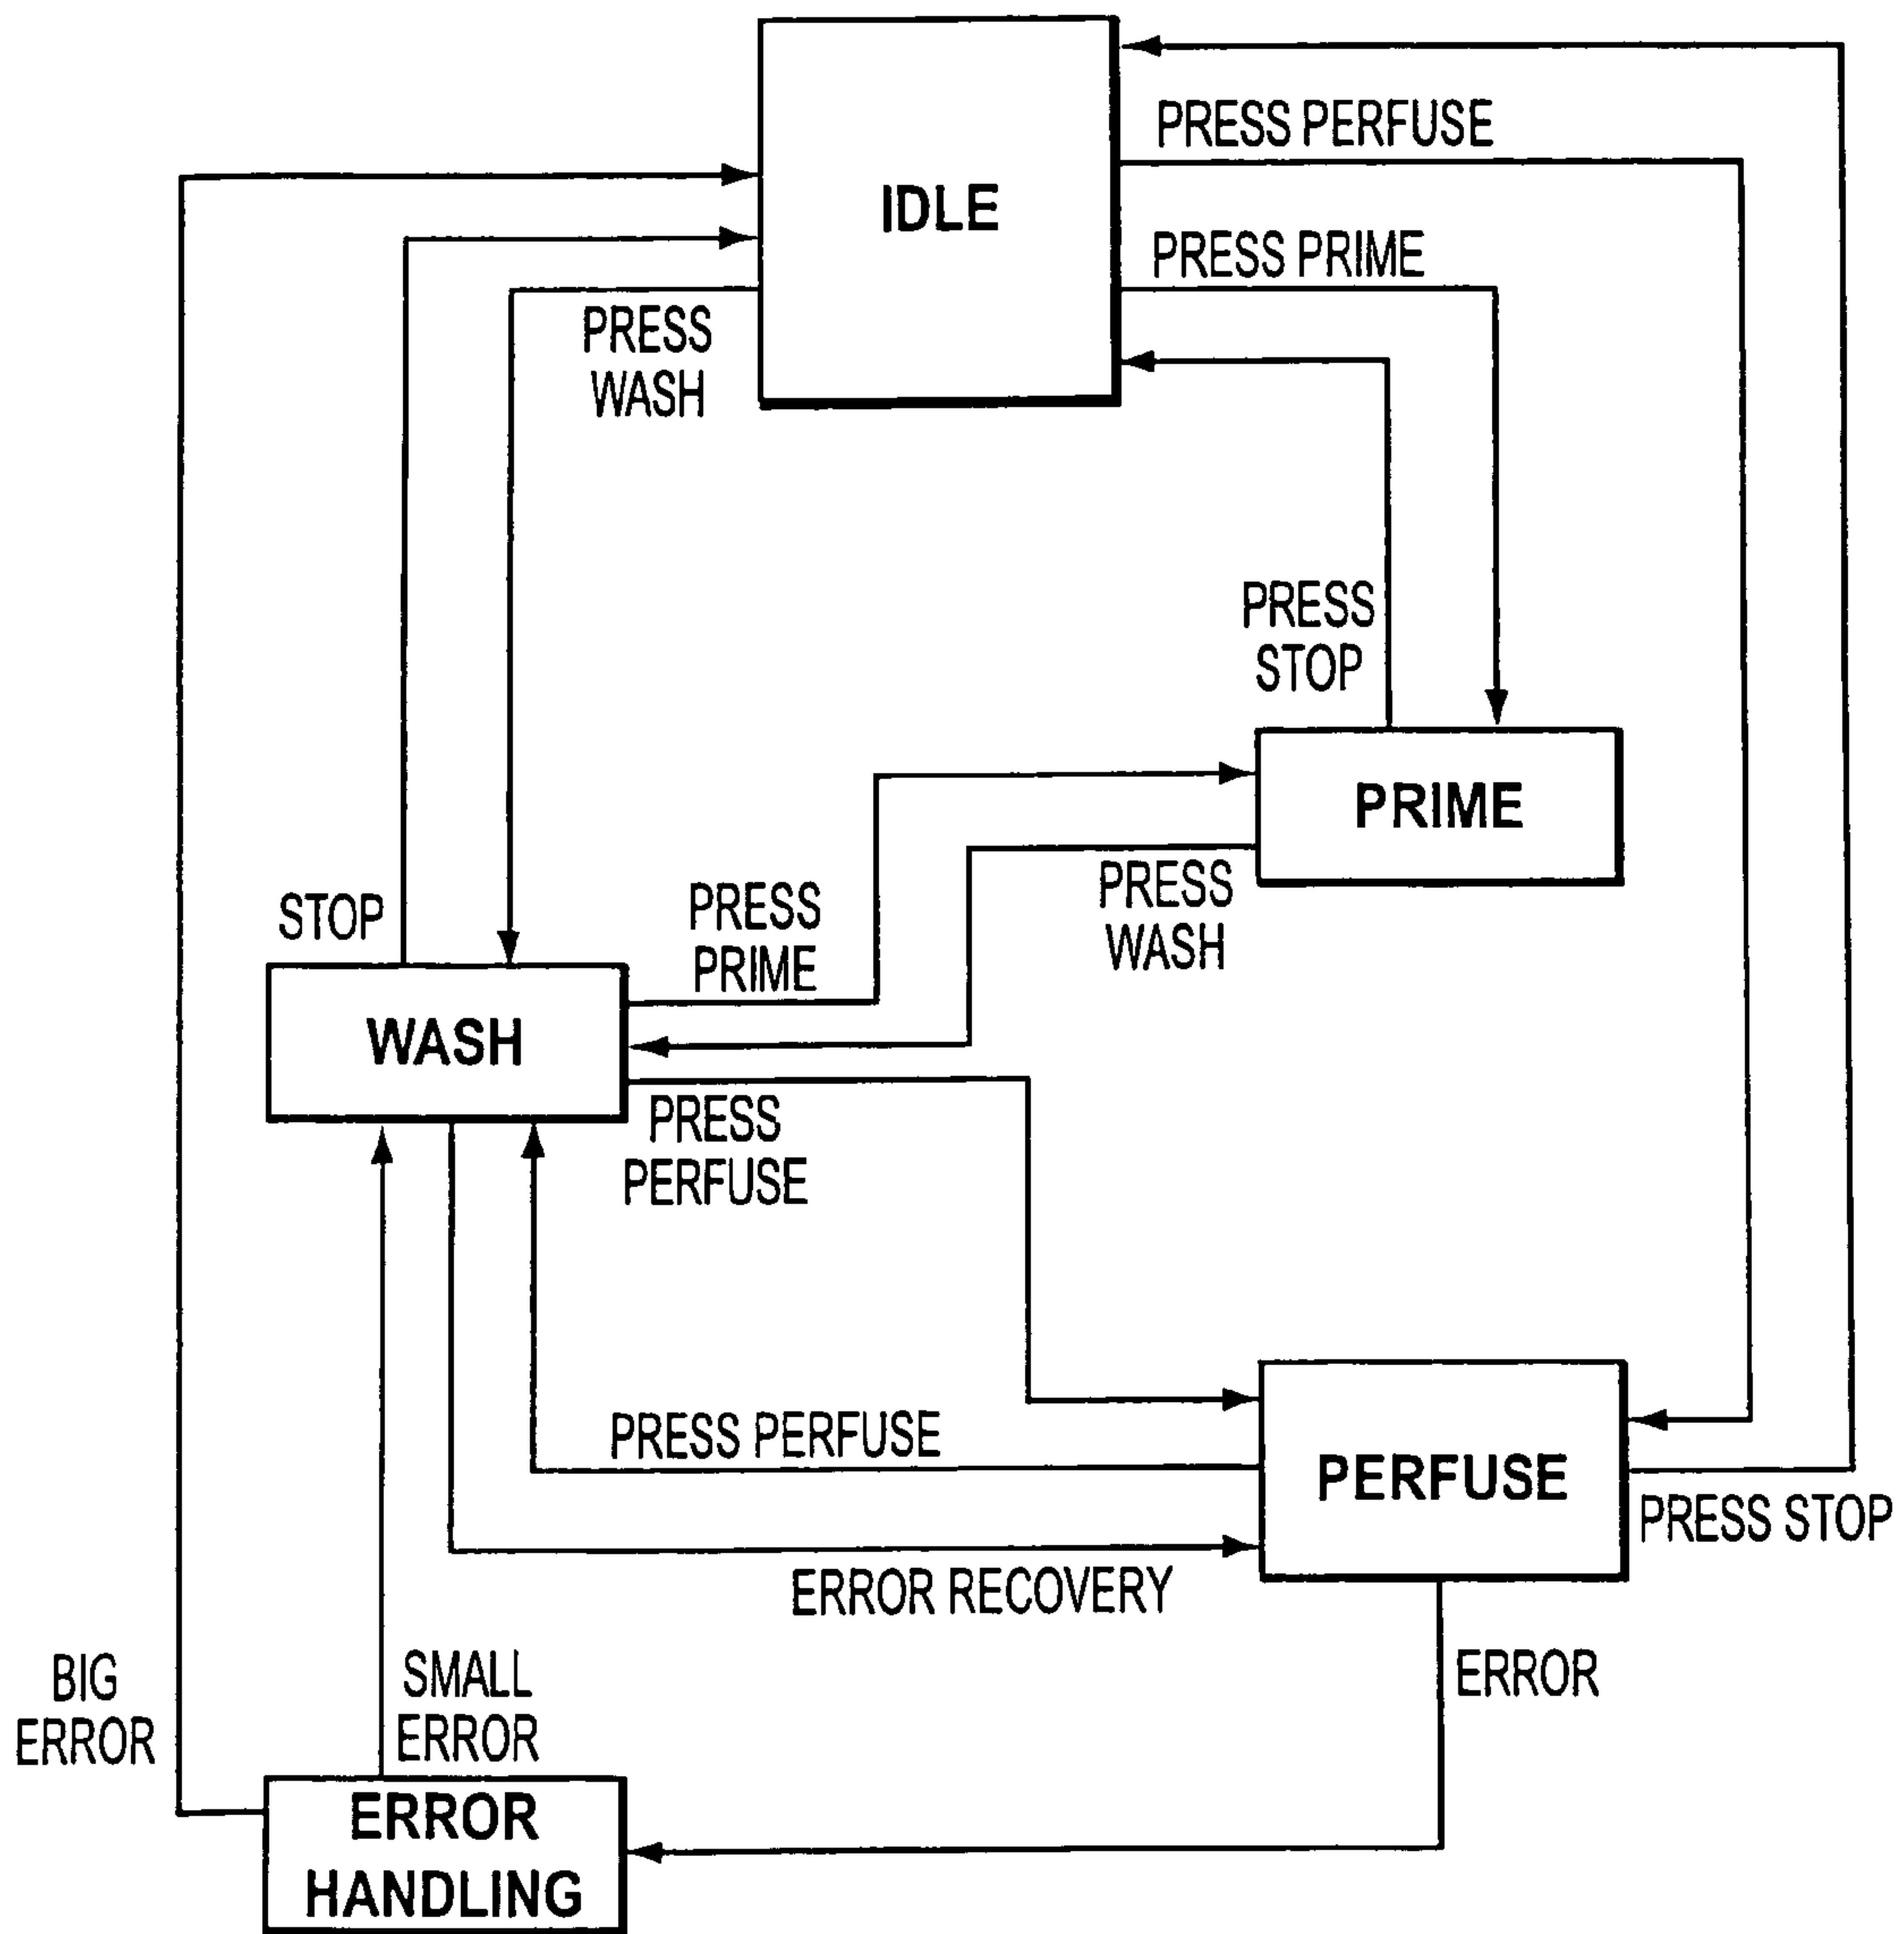 PRESS PERFUSE
IDLE
PRESS PRIME
PRESS
WASH
PRESS
STOP
PRIME
PRESS
WASH
STOP
PRESS
PRIME
WASH
PRESS
PERFUSE
PRESS PERFUSE
PERFUSE
PRESS STOP
ERROR RECOVERY
BIG
ERROR
SMALL
ERROR
ERROR
ERROR
HANDLING